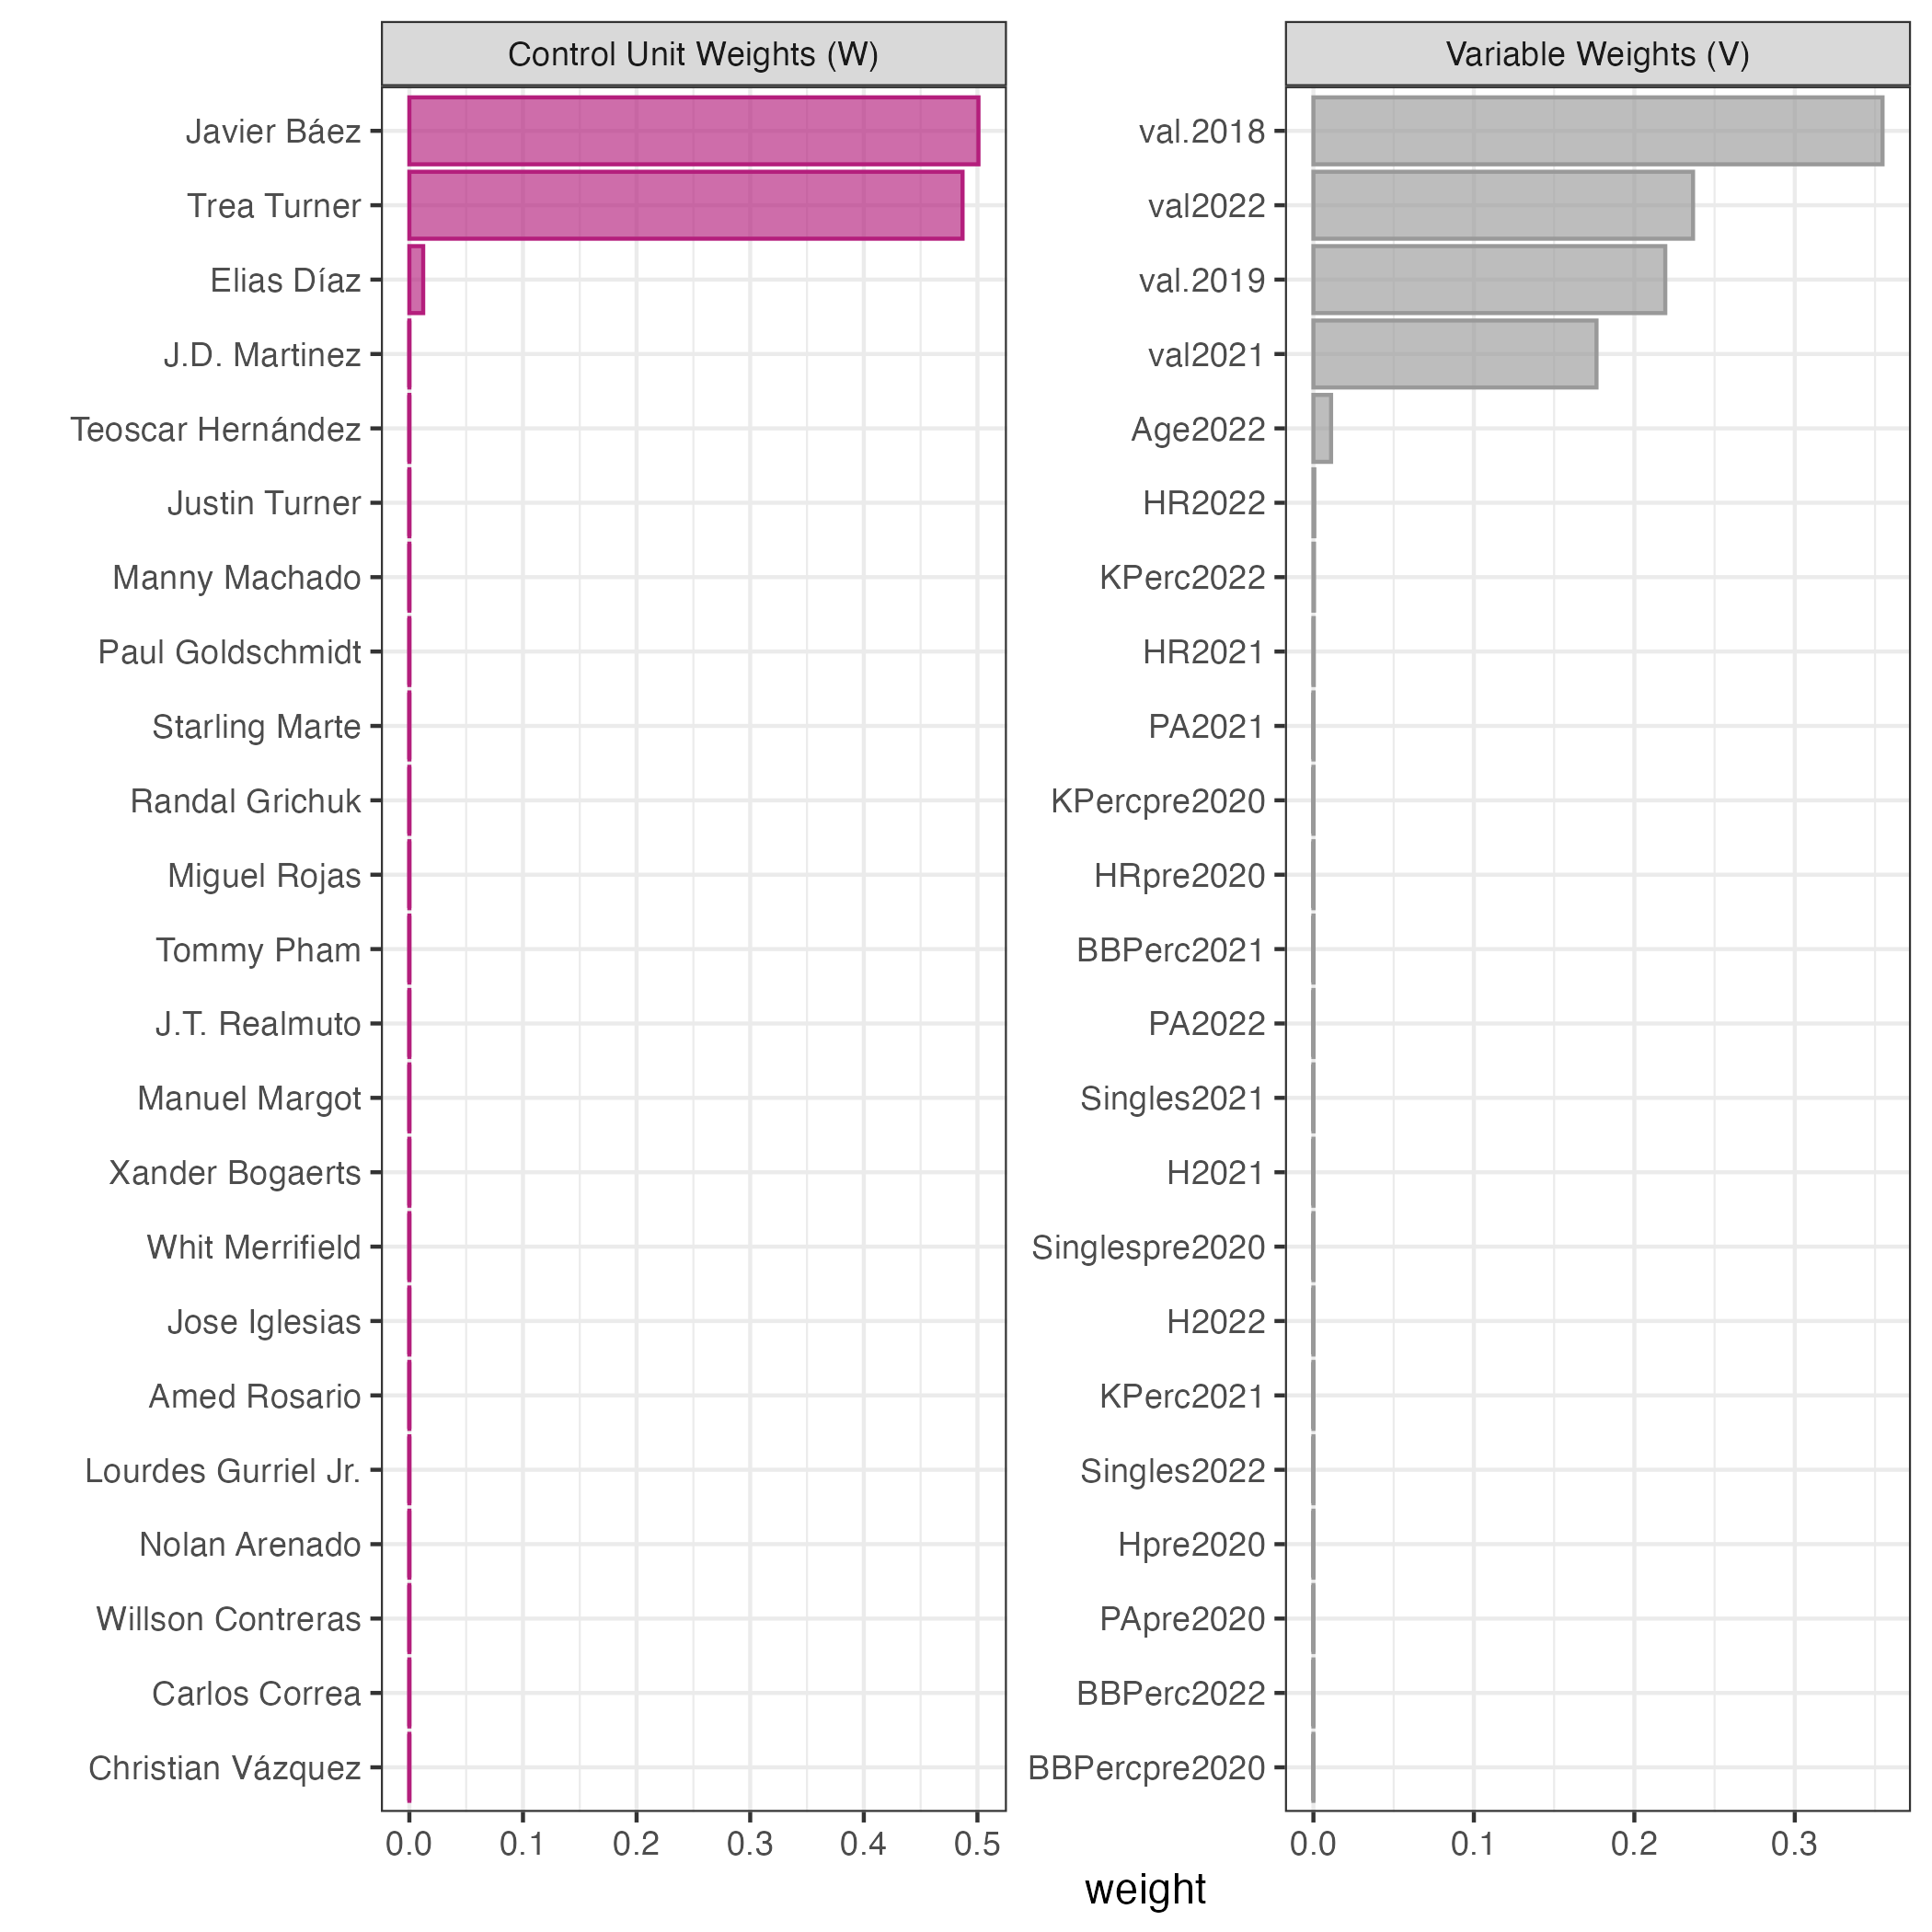 Control Unit Weights (W)
Javier Báez
Trea Turner
Elias Díaz
J.D. Martinez
Teoscar Hernández
Justin Turner
Manny Machado
Paul Goldschmidt
Starling Marte
Randal Grichuk
Miguel Rojas
Tommy Pham
J.T. Realmuto
Manuel Margot
Xander Bogaerts
Whit Merrifield
Jose Iglesias
Amed Rosario
Lourdes Gurriel Jr.
Nolan Arenado
Willson Contreras
Carlos Correa
Christian Vázquez
0.0 0.1 0.2 0.3 0.4 0.5
Variable Weights (V)
val.2018
val2022
val.2019
val2021
Age2022
HR2022
KPerc2022
HR2021
PA2021
KPercpre2020
HRpre2020
BBPerc2021
PA2022
Singles2021
H2021
Singlespre2020
H2022
KPerc2021
Singles2022
Hpre2020
PApre2020
BBPerc2022
BBPercpre2020
0.0 0.1 0.2 0.3
weight